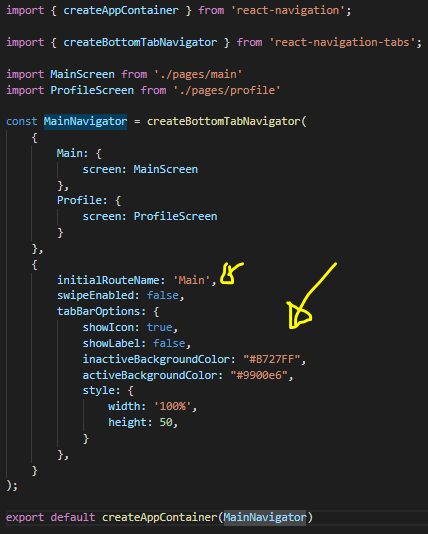 import { createAppContainer } from 'react-navigation';
import { createBottomTabNavigator } from 'react-navigation-tabs';
import MainScreen from './pages/main'
import ProfileScreen from './pages/profile'
const MainNavigator = createBottomTabNavigator(
    {
        Main: {
            screen: MainScreen
        },
        Profile: {
            screen: ProfileScreen
        }
    },
    {
        initialRouteName: 'Main',
        swipeEnabled: false,
        tabBarOptions: {
            showIcon: true,
            showLabel: false,
            inactiveBackgroundColor: "#B727FF",
            activeBackgroundColor: "#9900e6",
            style: {
                width: '100%',
                height: 50,
            }
        },
    }
);
export default createAppContainer(MainNavigator)